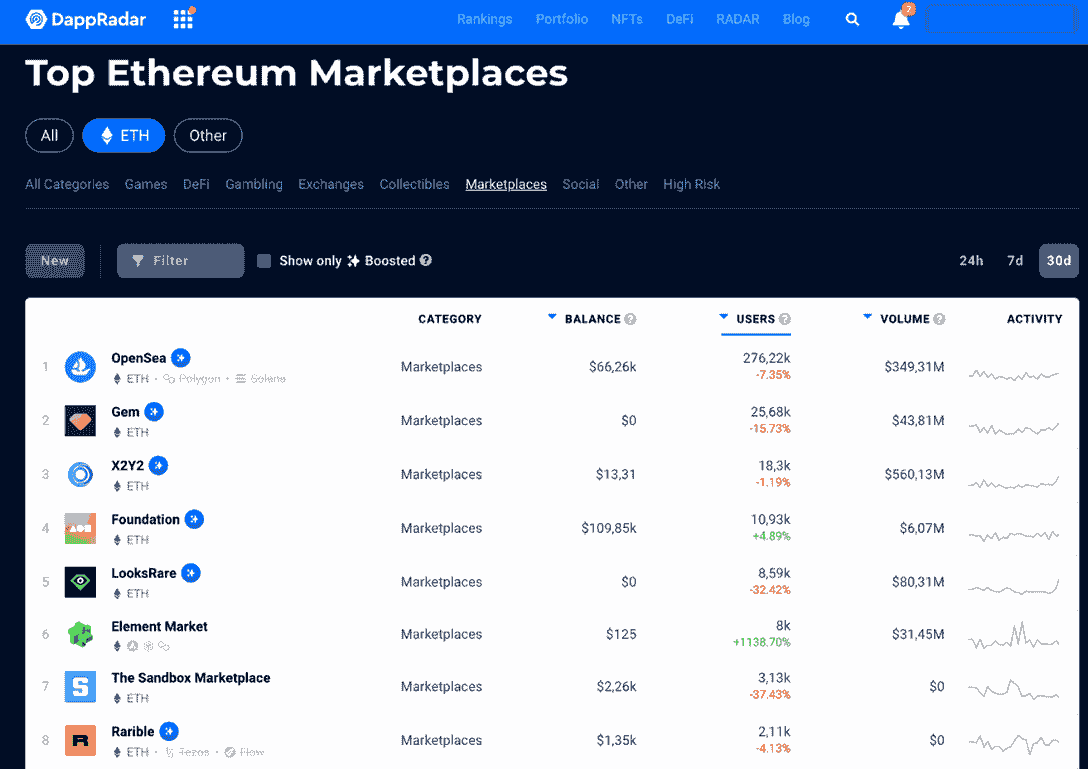 DappRadar Rankings Portfolio NFTs DeFi RADAR Blog 7
Top Ethereum Marketplaces
All ETH Other
All Categories Games DeFi Gambling Exchanges Collectibles Marketplaces Social Other High Risk
New Filter Show only Boosted 24h 7d 30d
CATEGORY BALANCE USERS VOLUME ACTIVITY
1 OpenSea Marketplaces $66,26k 276,22k $349,31M
ETH · Polygon · Solana -7.35%
2 Gem Marketplaces $0 25,68k $43,81M
ETH -15.73%
3 X2Y2 Marketplaces $13,31 18,3k $560,13M
ETH -1.19%
4 Foundation Marketplaces $109,85k 10,93k $6,07M
ETH +4.89%
5 LooksRare Marketplaces $0 8,59k $80,31M
ETH -32.42%
6 Element Market Marketplaces $125 8k $31,45M
+1138.70%
7 The Sandbox Marketplace Marketplaces $2,26k 3,13k $0
ETH -37.43%
8 Rarible Marketplaces $1,35k 2,11k $0
ETH · Tezos · Flow -4.13%